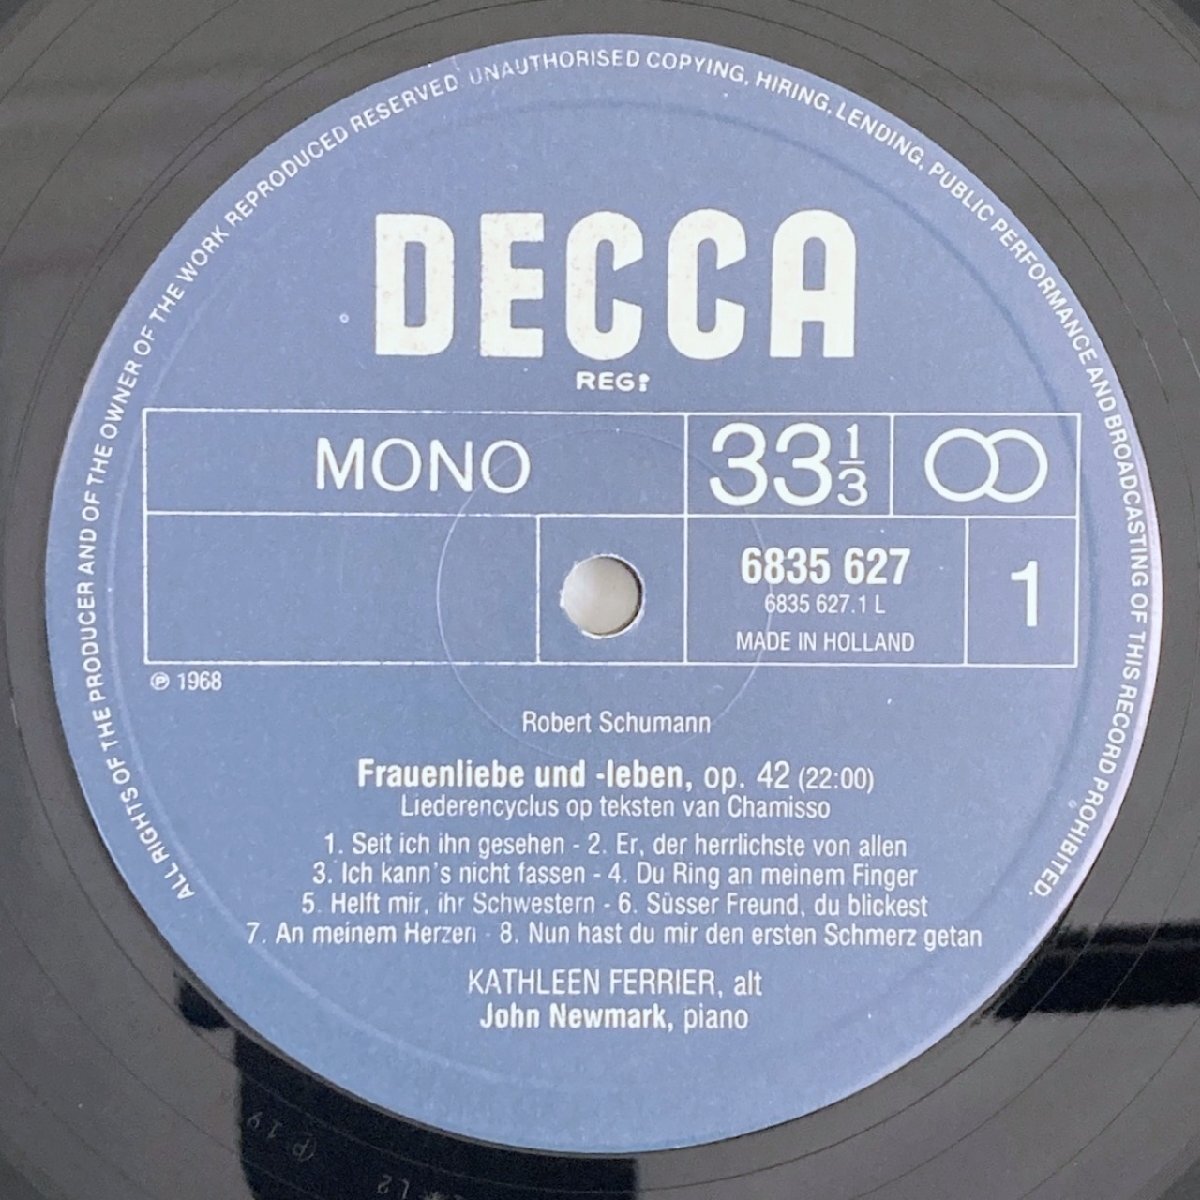 ALL RIGHTS OF THE PRODUCER AND OF THE OWNER OF THE WORK REPRODUCED RESERVED UNAUTHORISED COPYING, HIRING, LENDING, PUBLIC PERFORMANCE AND BROADCASTING OF THIS RECORD PROHIBITED.
DECCA
REG!
MONO
33 1/3
6835 627
6835 627.1 L
MADE IN HOLLAND
1
℗ 1968
Robert Schumann
Frauenliebe und -leben, op. 42 (22:00)
Liederencyclus op teksten van Chamisso
1. Seit ich ihn gesehen - 2. Er, der herrlichste von allen
3. Ich kann's nicht fassen - 4. Du Ring an meinem Finger
5. Helft mir, ihr Schwestern - 6. Süsser Freund, du blickest
7. An meinem Herzen - 8. Nun hast du mir den ersten Schmerz getan
KATHLEEN FERRIER, alt
John Newmark, piano